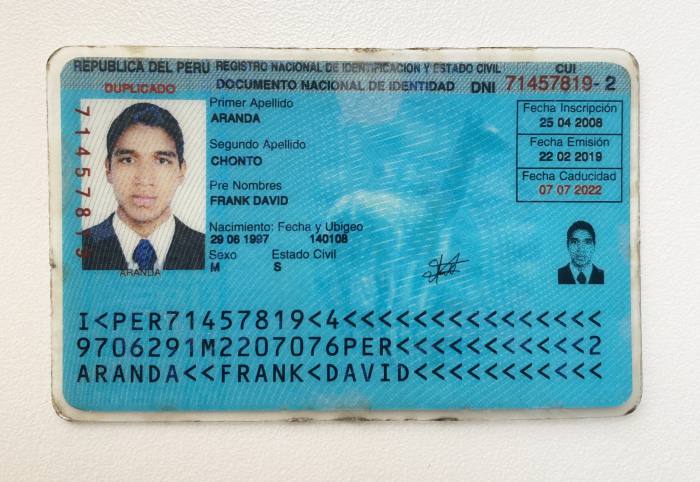 REPUBLICA DEL PERU REGISTRO NACIONAL DE IDENTIFICACION Y ESTADO CIVIL CUI
DUPLICADO DOCUMENTO NACIONAL DE IDENTIDAD DNI 71457819-2
71457819
Primer Apellido
ARANDA
Segundo Apellido
CHONTO
Pre Nombres
FRANK DAVID
Nacimiento: Fecha y Ubigeo
29 06 1997 140108
Sexo Estado Civil
M S
ARANDA
Fecha Inscripción
25 04 2008
Fecha Emisión
22 02 2019
Fecha Caducidad
07 07 2022
I<PER71457819<4<<<<<<<<<<<<<<<
9706291M2207076PER<<<<<<<<<<<2
ARANDA<<FRANK<DAVID<<<<<<<<<<<